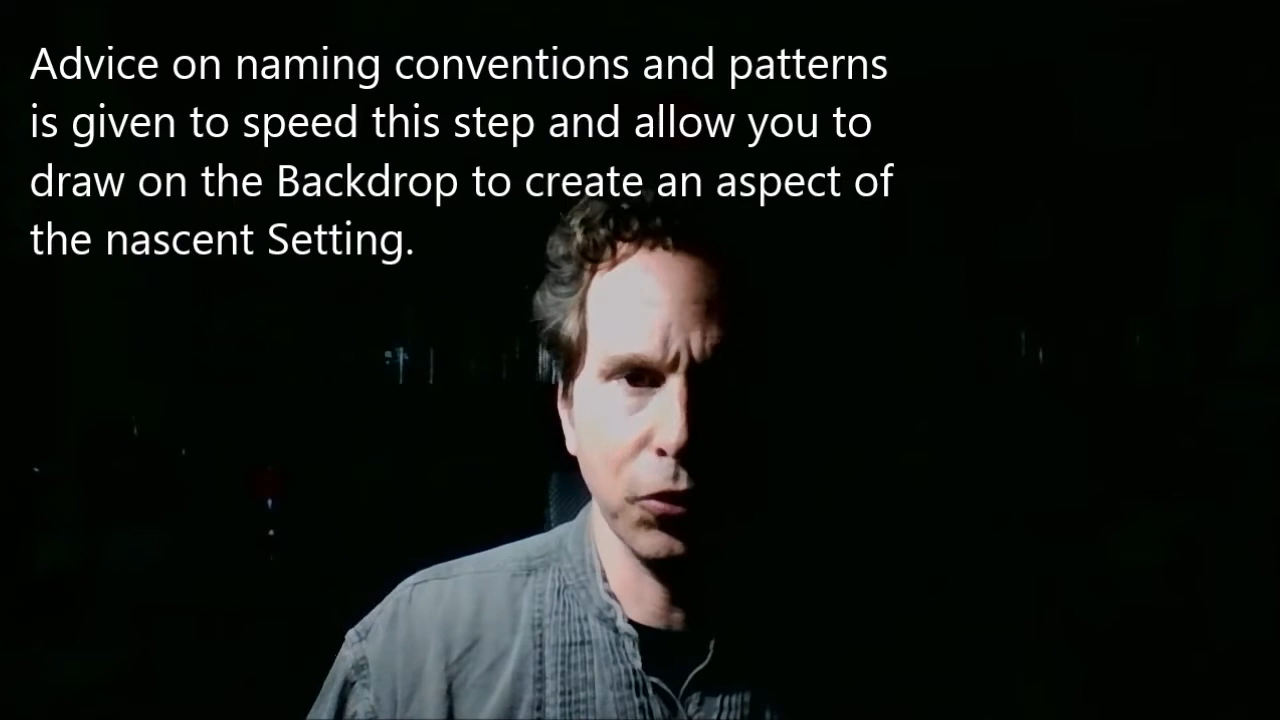 Advice on naming conventions and patterns
is given to speed this step and allow you to
draw on the Backdrop to create an aspect of
the nascent Setting.